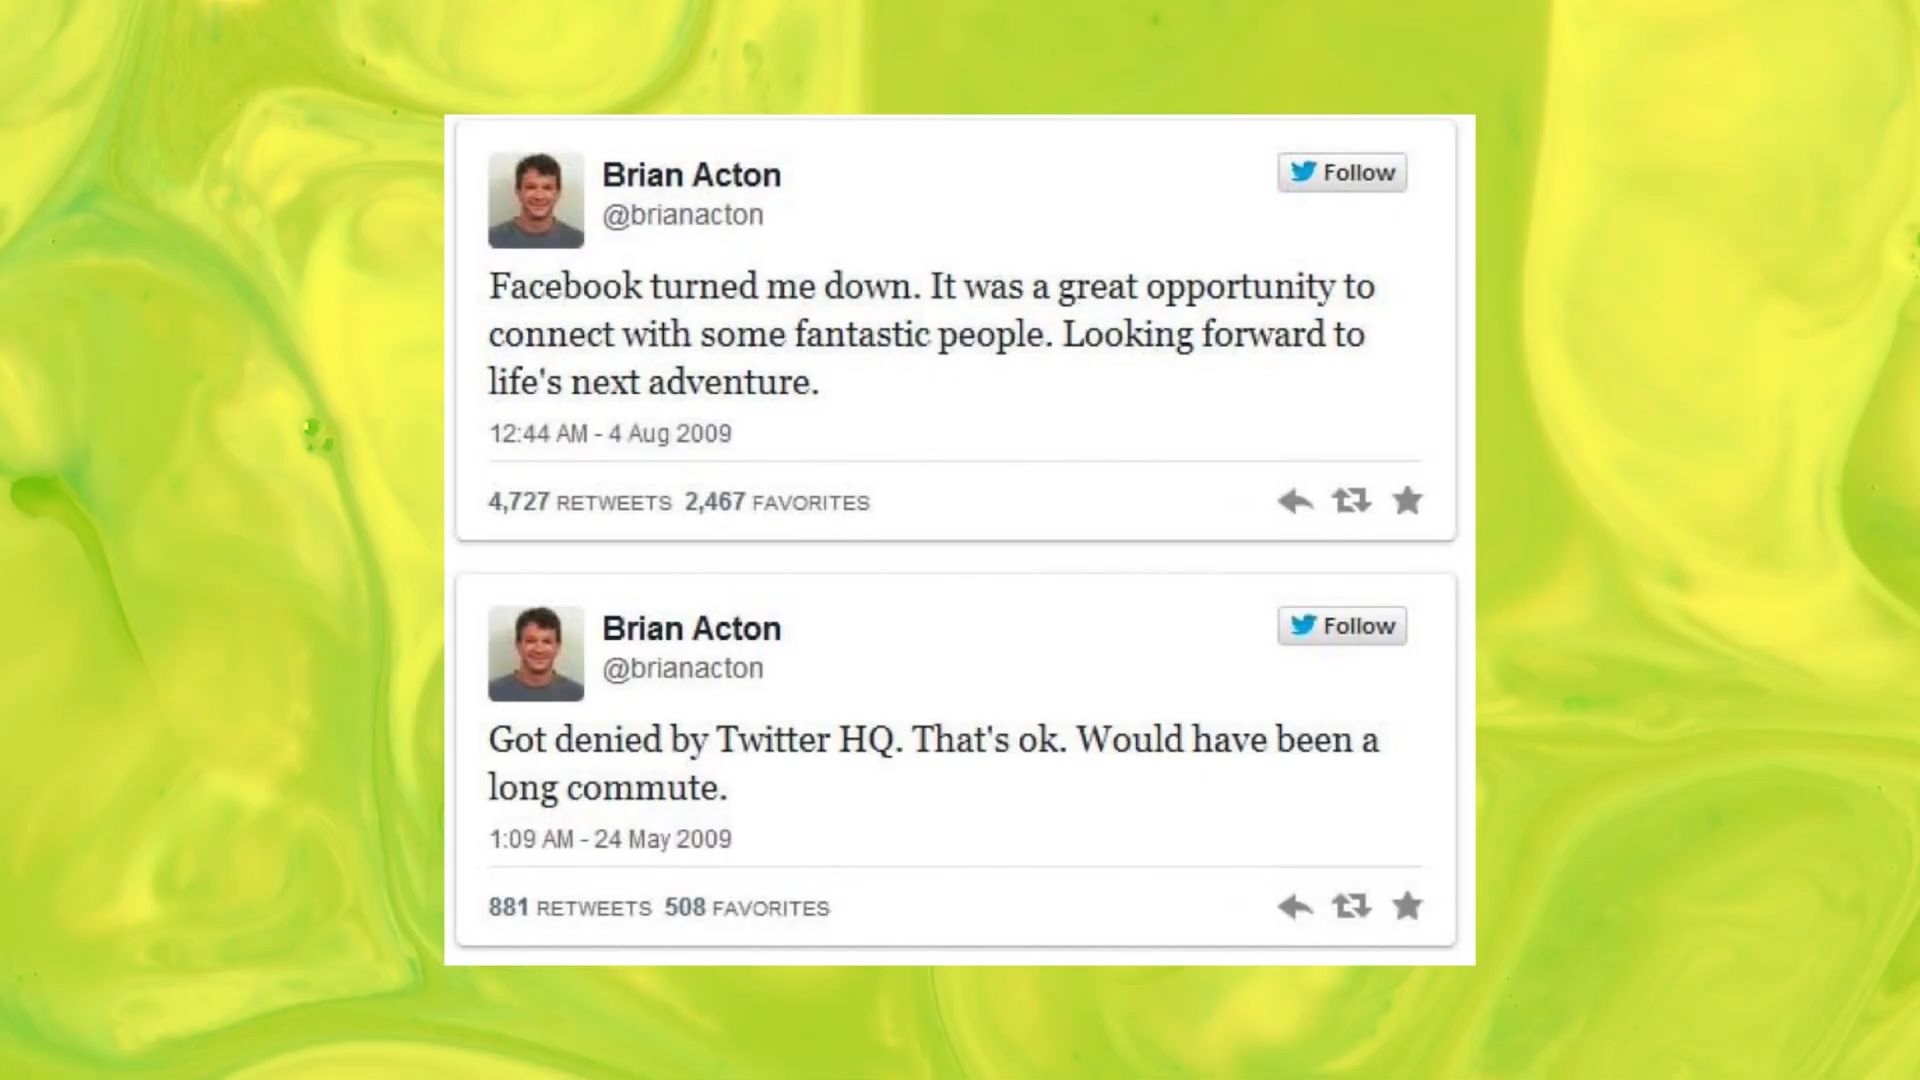 Brian Acton
@brianacton
Follow
Facebook turned me down. It was a great opportunity to
connect with some fantastic people. Looking forward to
life's next adventure.
12:44 AM - 4 Aug 2009
4,727 RETWEETS 2,467 FAVORITES
Brian Acton
@brianacton
Follow
Got denied by Twitter HQ. That's ok. Would have been a
long commute.
1:09 AM - 24 May 2009
881 RETWEETS 508 FAVORITES